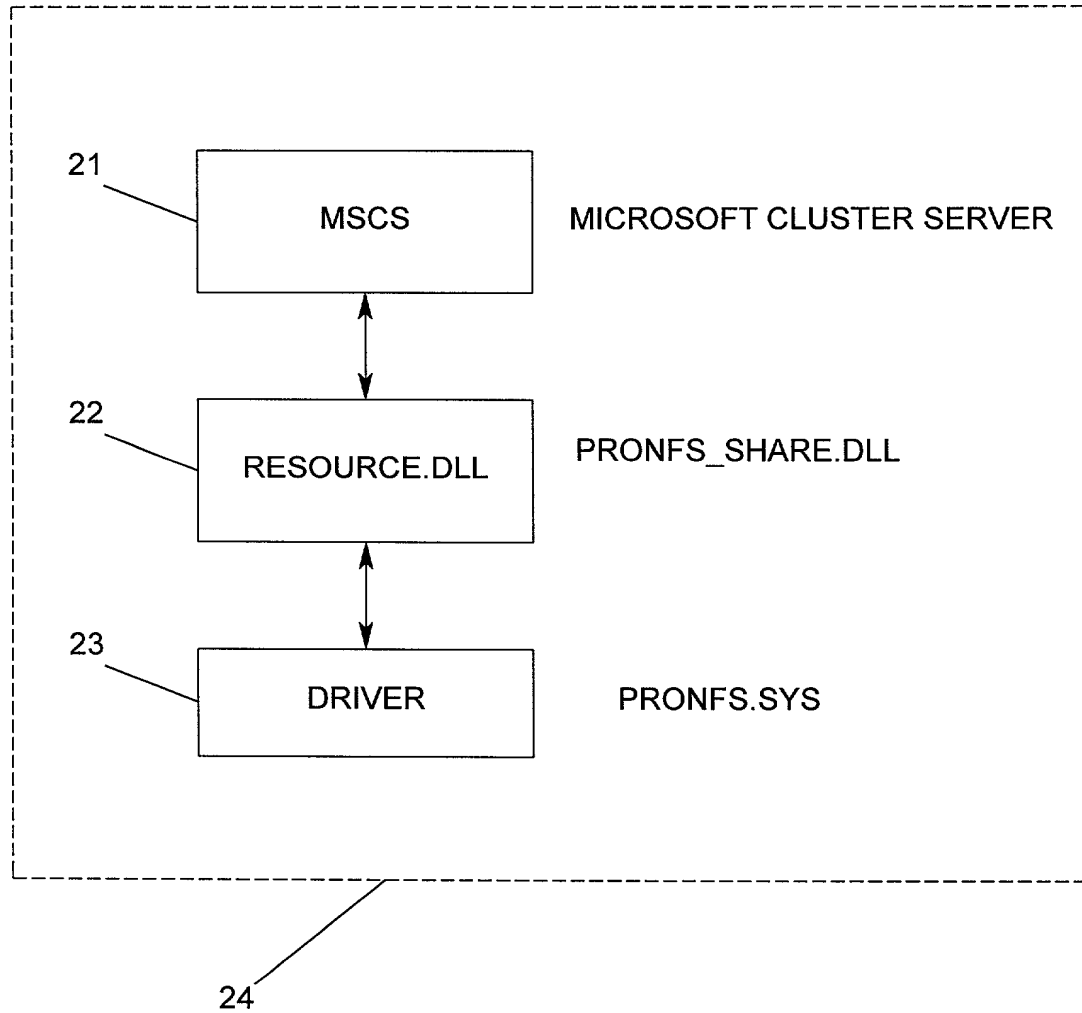 21
MSCS
MICROSOFT CLUSTER SERVER
22
RESOURCE.DLL
PRONFS_SHARE.DLL
23
DRIVER
PRONFS.SYS
24